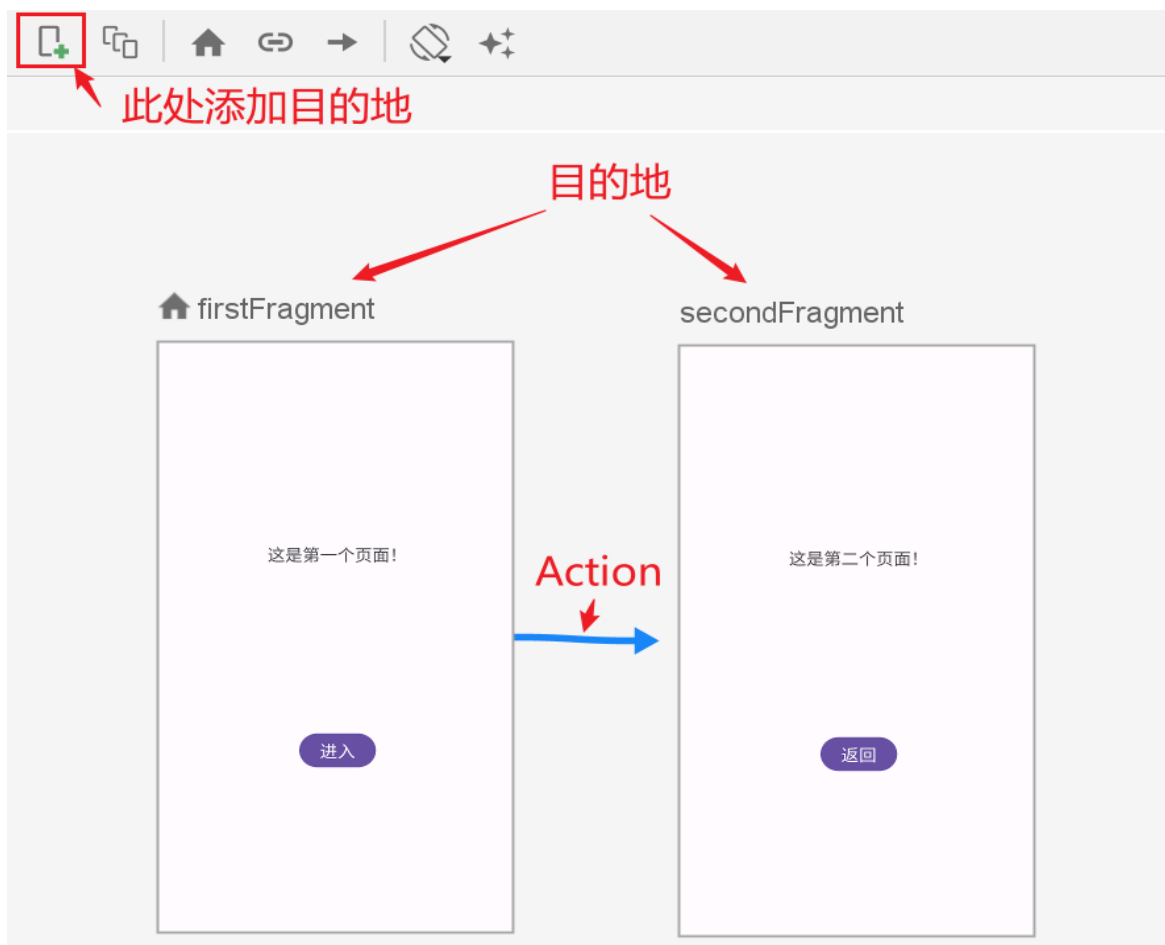 此处添加目的地
目的地
firstFragment
secondFragment
这是第一个页面!
这是第二个页面!
Action
进入
返回